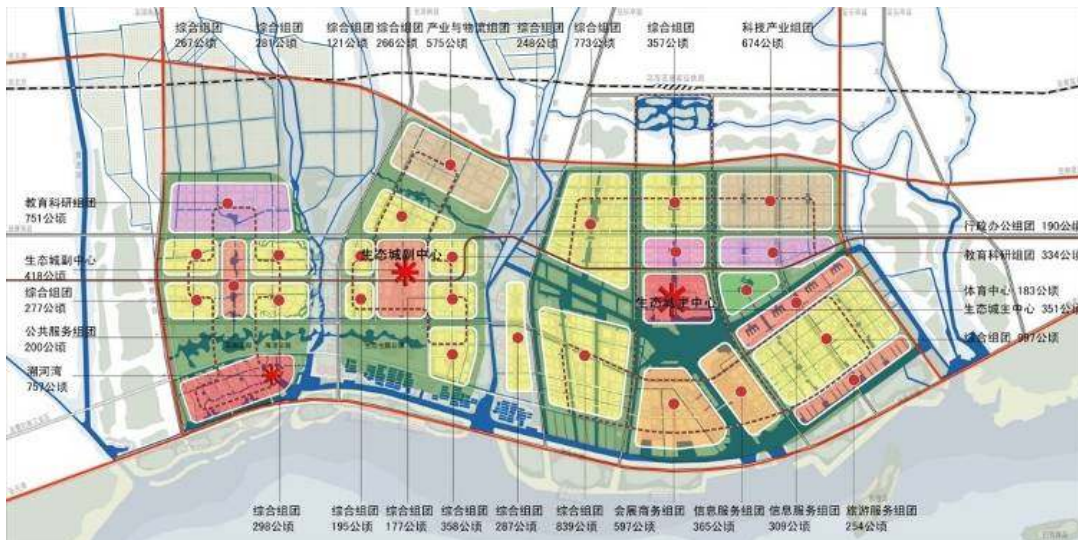 综合组团
267公顷
综合组团
281公顷
综合组团
121公顷
综合组团
266公顷
产业与物流组团
575公顷
综合组团
248公顷
综合组团
773公顷
综合组团
357公顷
科技产业组团
674公顷
教育科研组团
751公顷
生态城副中心
418公顷
综合组团
277公顷
公共服务组团
200公顷
757公顷
生态城副中心
生态城主中心
行政办公组团 190公
教育科研组团 334公
体育中心 183公顷
生态城主中心 351公
综合组团 997公顷
综合组团
298公顷
综合组团
195公顷
综合组团
177公顷
综合组团
358公顷
综合组团
287公顷
综合组团
839公顷
会展商务组团
597公顷
信息服务组团
365公顷
信息服务组团
309公顷
旅游服务组团
254公顷